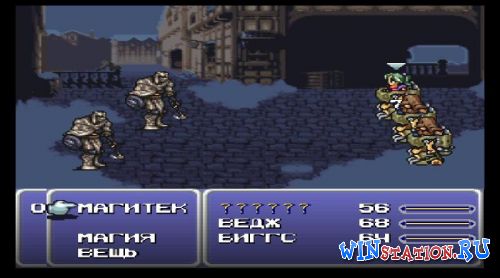 О МАГИТЕК ?????? 56
ВЕДЖ 68
МАГИЯ БИГГС
ВЕЩЬ
WINSTATION.RU